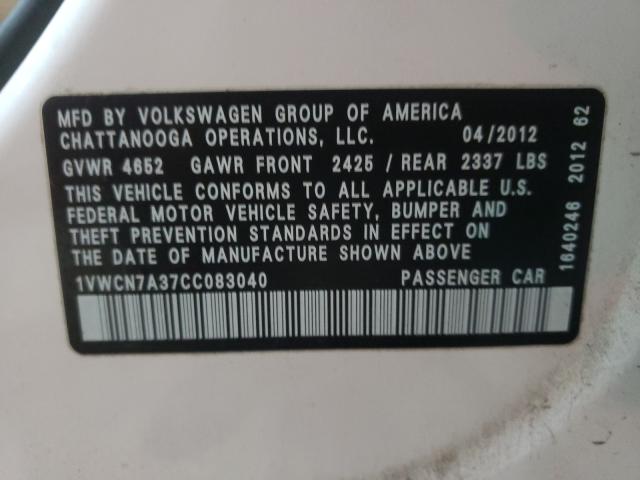 MFD BY VOLKSWAGEN GROUP OF AMERICA
CHATTANOOGA OPERATIONS, LLC. 04/2012
GVWR 4652 GAWR FRONT 2425 / REAR 2337 LBS
THIS VEHICLE CONFORMS TO ALL APPLICABLE U.S.
FEDERAL MOTOR VEHICLE SAFETY, BUMPER AND
THEFT PREVENTION STANDARDS IN EFFECT ON
THE DATE OF MANUFACTURE SHOWN ABOVE
1VWCN7A37CC083040 PASSENGER CAR
1640246 2012 62